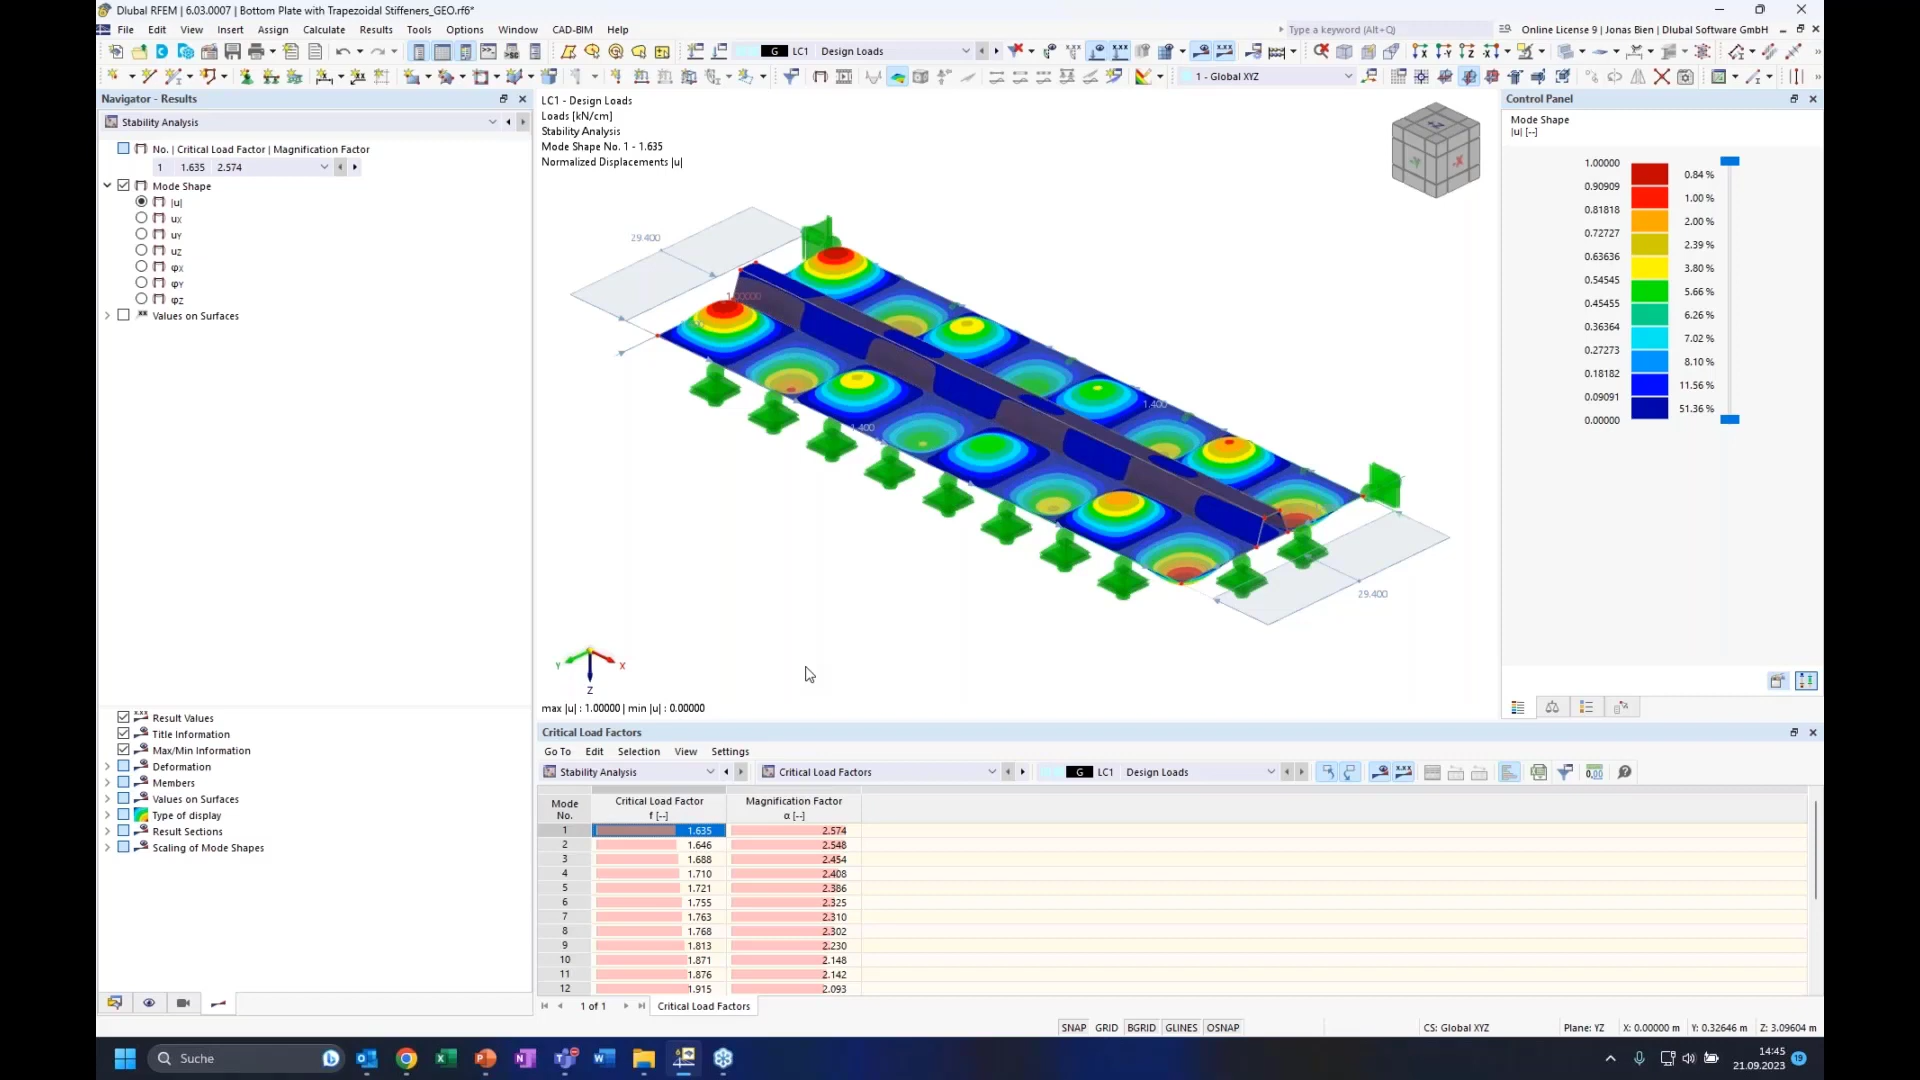 Dlubal RFEM | 6.03.0007 | Bottom Plate with Trapezoidal Stiffeners_GEO.rf6*
File Edit View Insert Assign Calculate Results Tools Options Window CAD-BIM Help
Type a keyword (Alt+Q)
Online License 9 | Jonas Bien | Dlubal Software GmbH
G LC1 Design Loads
1 - Global XYZ
Navigator - Results
Stability Analysis
No. | Critical Load Factor | Magnification Factor
1 1.635 2.574
Mode Shape
|u|
uX
uY
uZ
φX
φY
φZ
Values on Surfaces
Result Values
Title Information
Max/Min Information
Deformation
Members
Values on Surfaces
Type of display
Result Sections
Scaling of Mode Shapes
LC1 - Design Loads
Loads [kN/cm]
Stability Analysis
Mode Shape No. 1 - 1.635
Normalized Displacements |u|
29.400
1.00000
1.400
1.400
29.400
+Z
-Y
-X
Y
X
Z
max |u| : 1.00000 | min |u| : 0.00000
Control Panel
Mode Shape
|u| [--]
1.00000
0.84 %
0.90909
1.00 %
0.81818
2.00 %
0.72727
2.39 %
0.63636
3.80 %
0.54545
5.66 %
0.45455
6.26 %
0.36364
7.02 %
0.27273
8.10 %
0.18182
11.56 %
0.09091
51.36 %
0.00000
Critical Load Factors
Go To Edit Selection View Settings
Stability Analysis Critical Load Factors G LC1 Design Loads
Mode No. Critical Load Factor f [--] Magnification Factor α [--]
1 1.635 2.574
2 1.646 2.548
3 1.688 2.454
4 1.710 2.408
5 1.721 2.386
6 1.755 2.325
7 1.763 2.310
8 1.768 2.302
9 1.813 2.230
10 1.871 2.148
11 1.876 2.142
12 1.915 2.093
1 of 1 Critical Load Factors
SNAP GRID BGRID GLINES OSNAP
CS: Global XYZ
Plane: YZ
X: 0.00000 m Y: 0.32646 m Z: 3.09604 m
Suche
14:45
21.09.2023
19